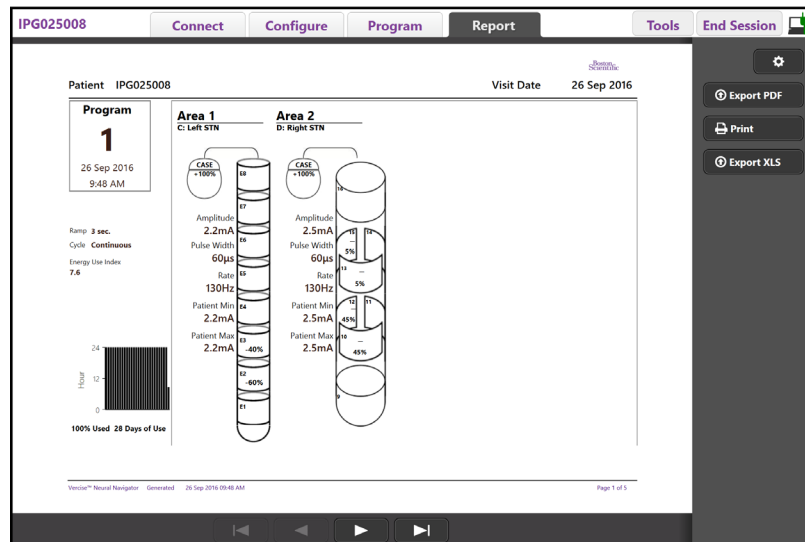 IPG025008
Connect
Configure
Program
Report
Tools
End Session
Boston
Scientific
Patient IPG025008
Visit Date 26 Sep 2016
Export PDF
Print
Export XLS
Program
1
26 Sep 2016
9:48 AM
Ramp 3 sec.
Cycle Continuous
Energy Use Index
7.6
24
12
0
Hour
100% Used 28 Days of Use
Area 1
C: Left STN
CASE
+100%
Amplitude
2.2mA
Pulse Width
60µs
Rate
130Hz
Patient Min
2.2mA
Patient Max
2.2mA
E8
E7
E6
E5
E4
E3
-40%
E2
-60%
E1
Area 2
D: Right STN
CASE
+100%
Amplitude
2.5mA
Pulse Width
60µs
Rate
130Hz
Patient Min
2.5mA
Patient Max
2.5mA
16
15 14
–
5%
13
–
5%
12 11
–
45%
10
–
45%
9
Vercise™ Neural Navigator Generated 26 Sep 2016 09:48 AM
Page 1 of 5